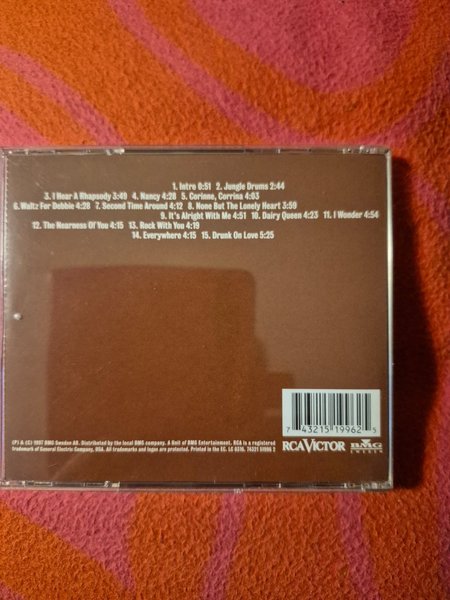 1. Intro 0:51 2. Jungle Drums 2:44
3. I Hear A Rhapsody 3:49 4. Nancy 4:28 5. Corinne, Corrina 4:03
6. Waltz For Debbie 4:28 7. Second Time Around 4:12 8. None But The Lonely Heart 3:59
9. It's Alright With Me 4:51 10. Dairy Queen 4:23 11. I Wonder 4:54
12. The Nearness Of You 4:15 13. Rock With You 4:19
14. Everywhere 4:15 15. Drunk On Love 5:25
7 43215 19962 5
(P) & (C) 1997 BMG Sweden AB. Distributed by the local BMG company. A Unit of BMG Entertainment. RCA is a registered
trademark of General Electric Company, USA. All trademarks and logos are protected. Printed in the EC. LC 0316. 74321 51996 2
RCA VICTOR
BMG
SWEDEN